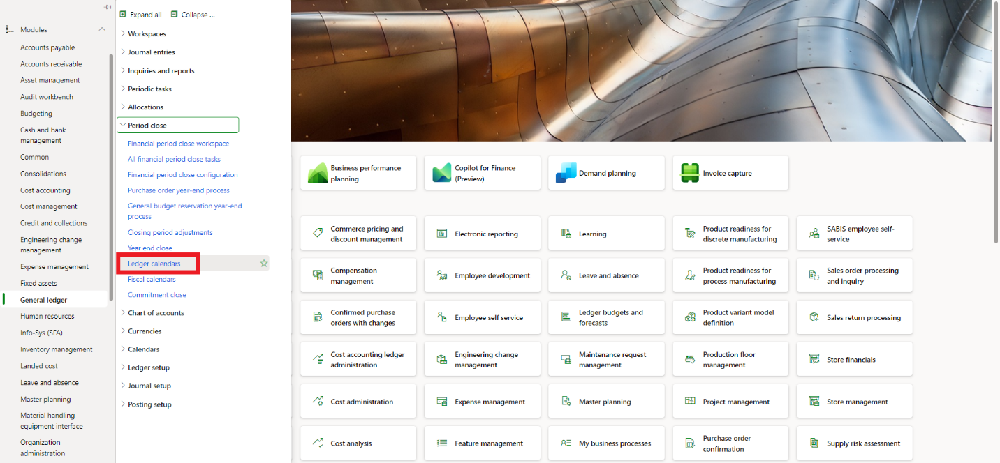 Modules
Accounts payable
Accounts receivable
Asset management
Audit workbench
Budgeting
Cash and bank
management
Common
Consolidations
Cost accounting
Cost management
Credit and collections
Engineering change
management
Expense management
Fixed assets
General ledger
Human resources
Info-Sys (SFA)
Inventory management
Landed cost
Leave and absence
Master planning
Material handling
equipment interface
Organization
administration
Expand all
Collapse ...
Workspaces
Journal entries
Inquiries and reports
Periodic tasks
Allocations
Period close
Financial period close workspace
All financial period close tasks
Financial period close configuration
Purchase order year-end process
General budget reservation year-end
process
Closing period adjustments
Year end close
Ledger calendars
Fiscal calendars
Commitment close
Chart of accounts
Currencies
Calendars
Ledger setup
Journal setup
Posting setup
Business performance
planning
Copilot for Finance
(Preview)
Demand planning
Invoice capture
Commerce pricing and
discount management
Electronic reporting
Learning
Product readiness for
discrete manufacturing
SABIS employee self-
service
Compensation
management
Employee development
Leave and absence
Product readiness for
process manufacturing
Sales order processing
and inquiry
Confirmed purchase
orders with changes
Employee self service
Ledger budgets and
forecasts
Product variant model
definition
Sales return processing
Cost accounting ledger
administration
Engineering change
management
Maintenance request
management
Production floor
management
Store financials
Cost administration
Expense management
Master planning
Project management
Store management
Cost analysis
Feature management
My business processes
Purchase order
confirmation
Supply risk assessment